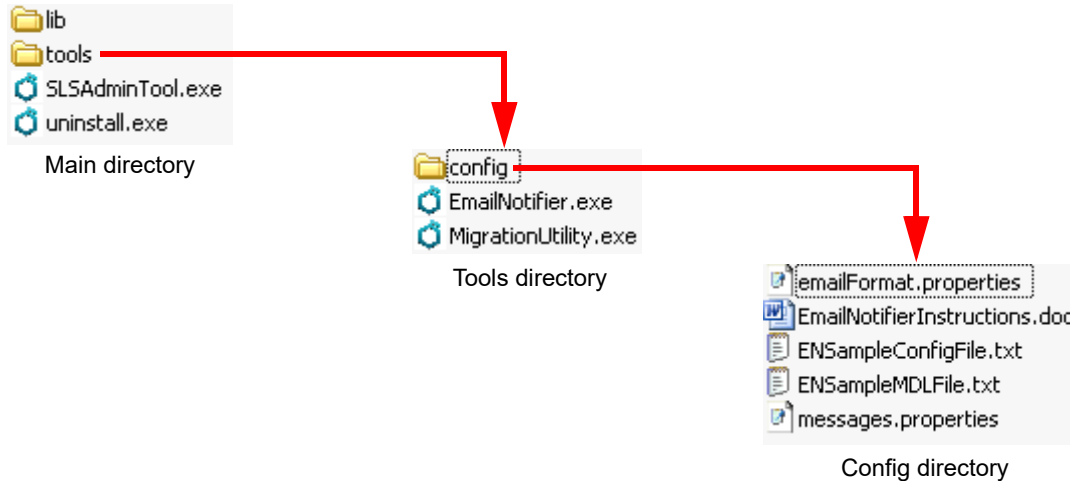 lib
tools
SLSAdminTool.exe
uninstall.exe
Main directory
config
EmailNotifier.exe
MigrationUtility.exe
Tools directory
emailFormat.properties
EmailNotifierInstructions.doc
ENSampleConfigFile.txt
ENSampleMDLFile.txt
messages.properties
Config directory